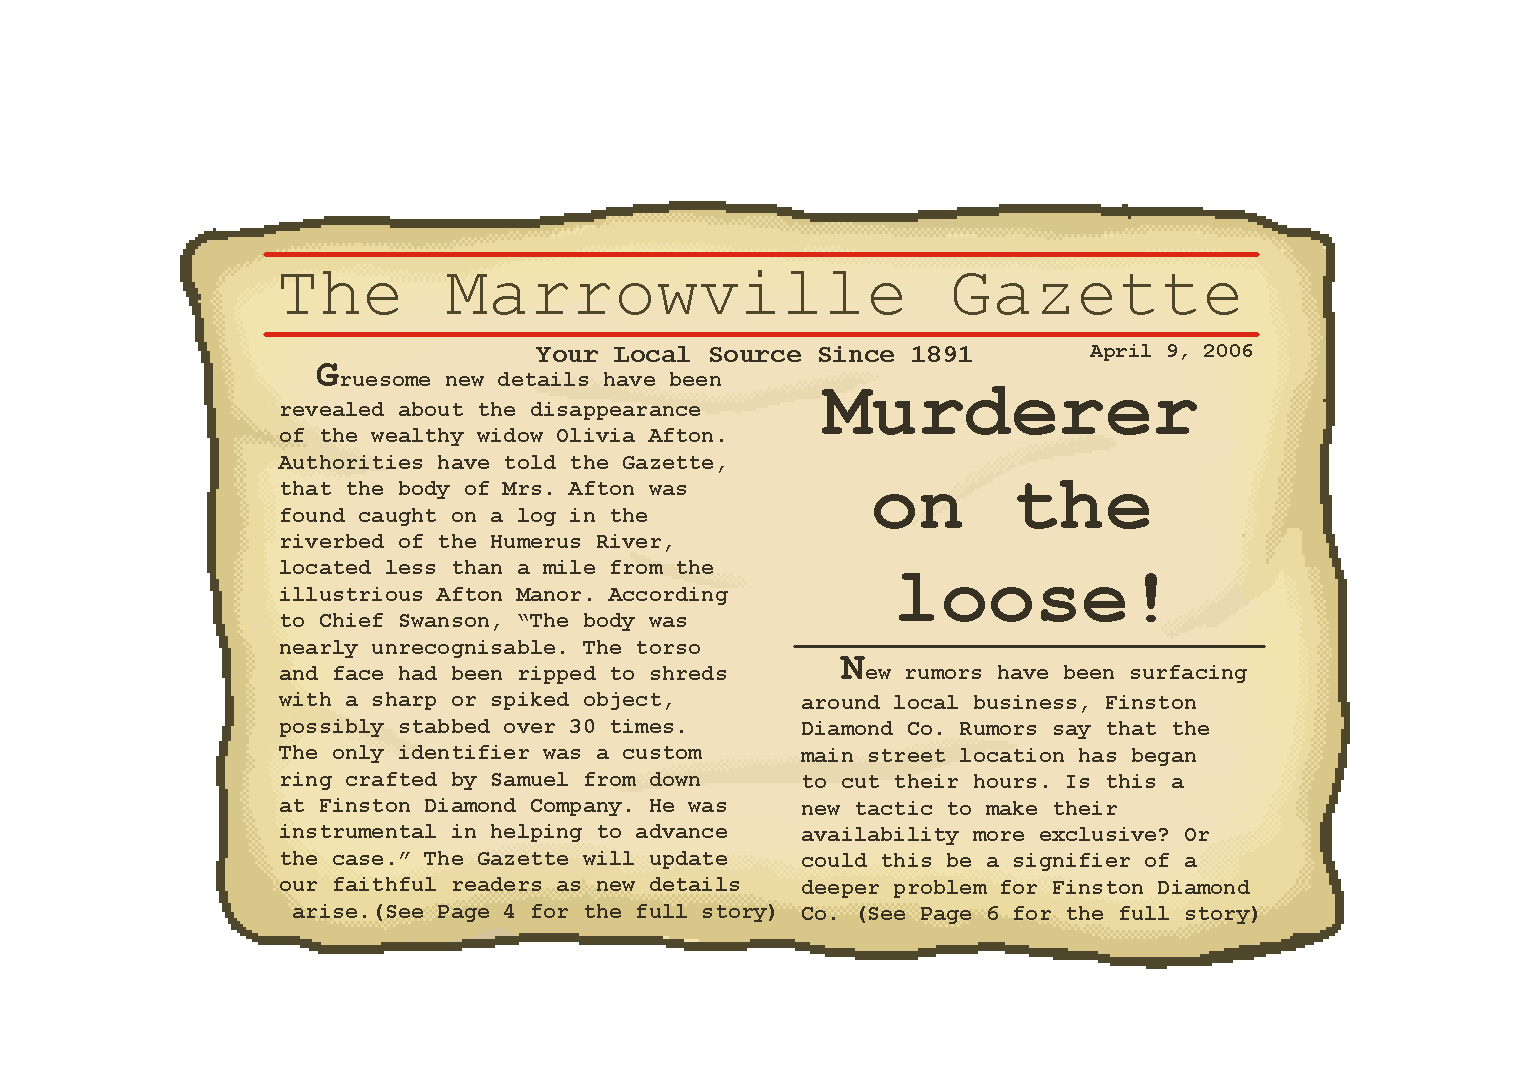 The Marrowville Gazette
Your Local Source Since 1891
April 9, 2006
Gruesome new details have been
revealed about the disappearance
of the wealthy widow Olivia Afton.
Authorities have told the Gazette,
that the body of Mrs. Afton was
found caught on a log in the
riverbed of the Humerus River,
located less than a mile from the
illustrious Afton Manor. According
to Chief Swanson, “The body was
nearly unrecognisable. The torso
and face had been ripped to shreds
with a sharp or spiked object,
possibly stabbed over 30 times.
The only identifier was a custom
ring crafted by Samuel from down
at Finston Diamond Company. He was
instrumental in helping to advance
the case.” The Gazette will update
our faithful readers as new details
arise.(See Page 4 for the full story)
Murderer
on the
loose!
New rumors have been surfacing
around local business, Finston
Diamond Co. Rumors say that the
main street location has began
to cut their hours. Is this a
new tactic to make their
availability more exclusive? Or
could this be a signifier of a
deeper problem for Finston Diamond
Co. (See Page 6 for the full story)